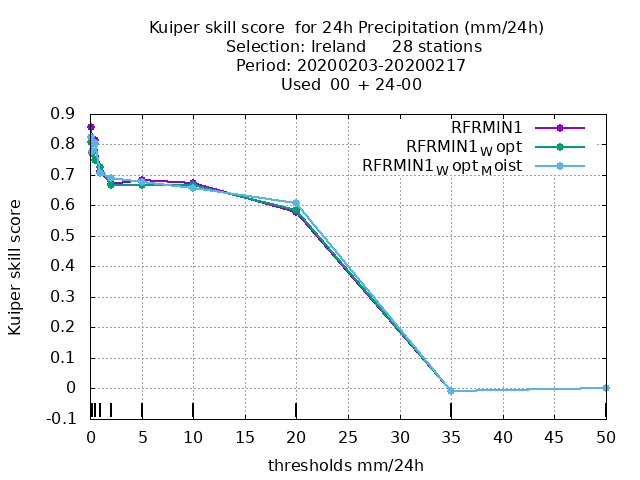 Kuiper skill score  for 24h Precipitation (mm/24h)
Selection: Ireland     28 stations
Period: 20200203-20200217
Used  00 + 24-00
RFRMIN1
RFRMIN1Wopt
RFRMIN1WoptMoist
0.9
0.8
0.7
0.6
0.5
0.4
0.3
0.2
0.1
0
-0.1
Kuiper skill score
0 5 10 15 20 25 30 35 40 45 50
thresholds mm/24h